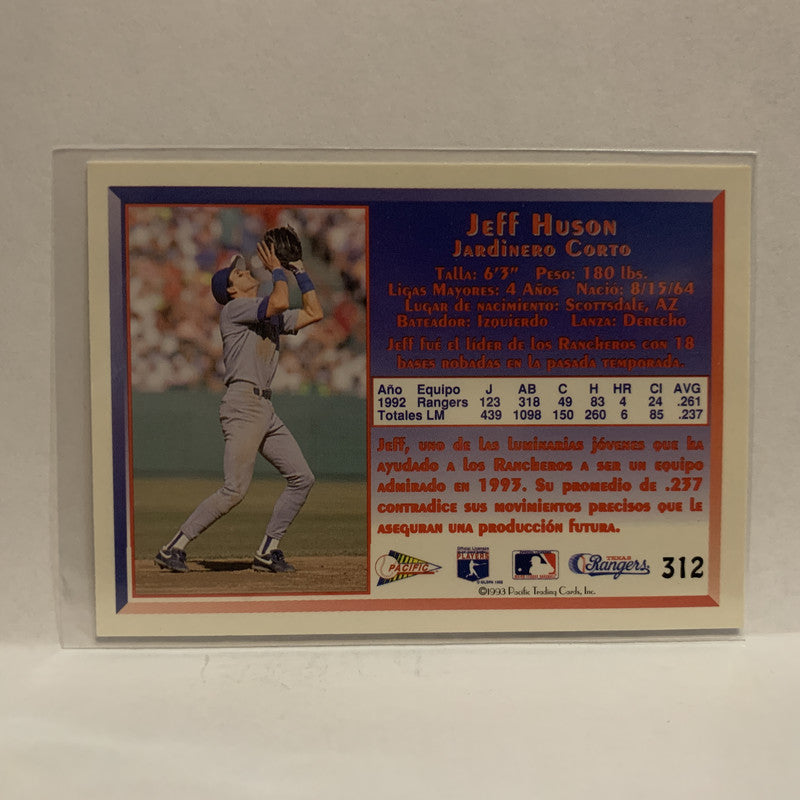 Jeff Huson
Jardinero Corto
Talla: 6'3" Peso: 180 lbs.
Ligas Mayores: 4 Años Nació: 8/15/64
Lugar de nacimiento: Scottsdale, AZ
Bateador: Izquierdo Lanza: Derecho
Jeff fué el líder de los Rancheros con 18
bases robadas en la pasada temporada.
Año Equipo J AB C H HR CI AVG
1992 Rangers 123 318 49 83 4 24 .261
Totales LM 439 1098 150 260 6 85 .237
Jeff, uno de las luminarias jóvenes que ha
ayudado a los Rancheros a ser un equipo
admirado en 1993. Su promedio de .237
contradice sus movimientos precisos que le
aseguran una producción futura.
PACIFIC
PLAYERS
TEXAS
Rangers
312
©1993 Pacific Trading Cards, Inc.